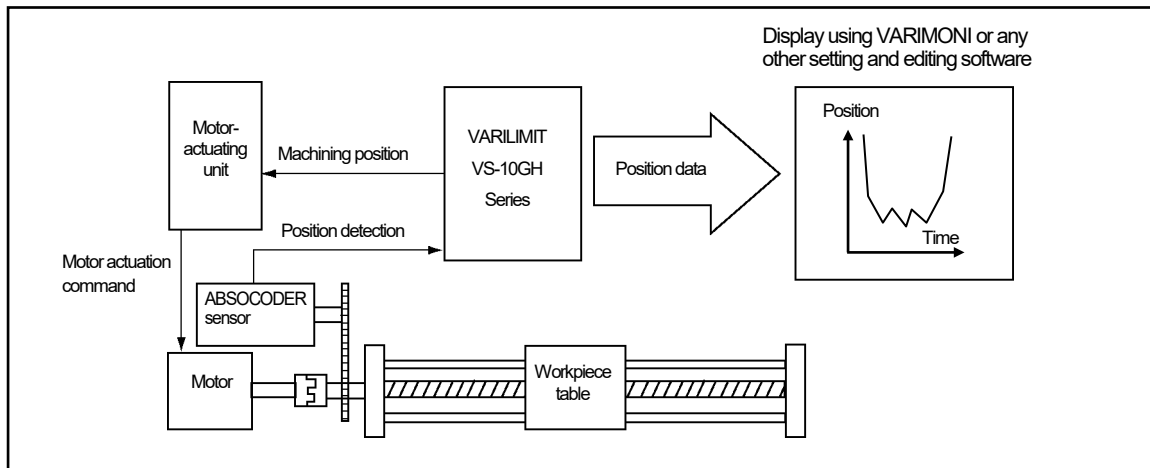 Display using VARIMONI or any
other setting and editing software
Motor-
actuating
unit
Machining position
VARILIMIT
VS-10GH
Series
Position data
Position
Time
Position detection
Motor actuation
command
ABSOCODER
sensor
Motor
Workpiece
table